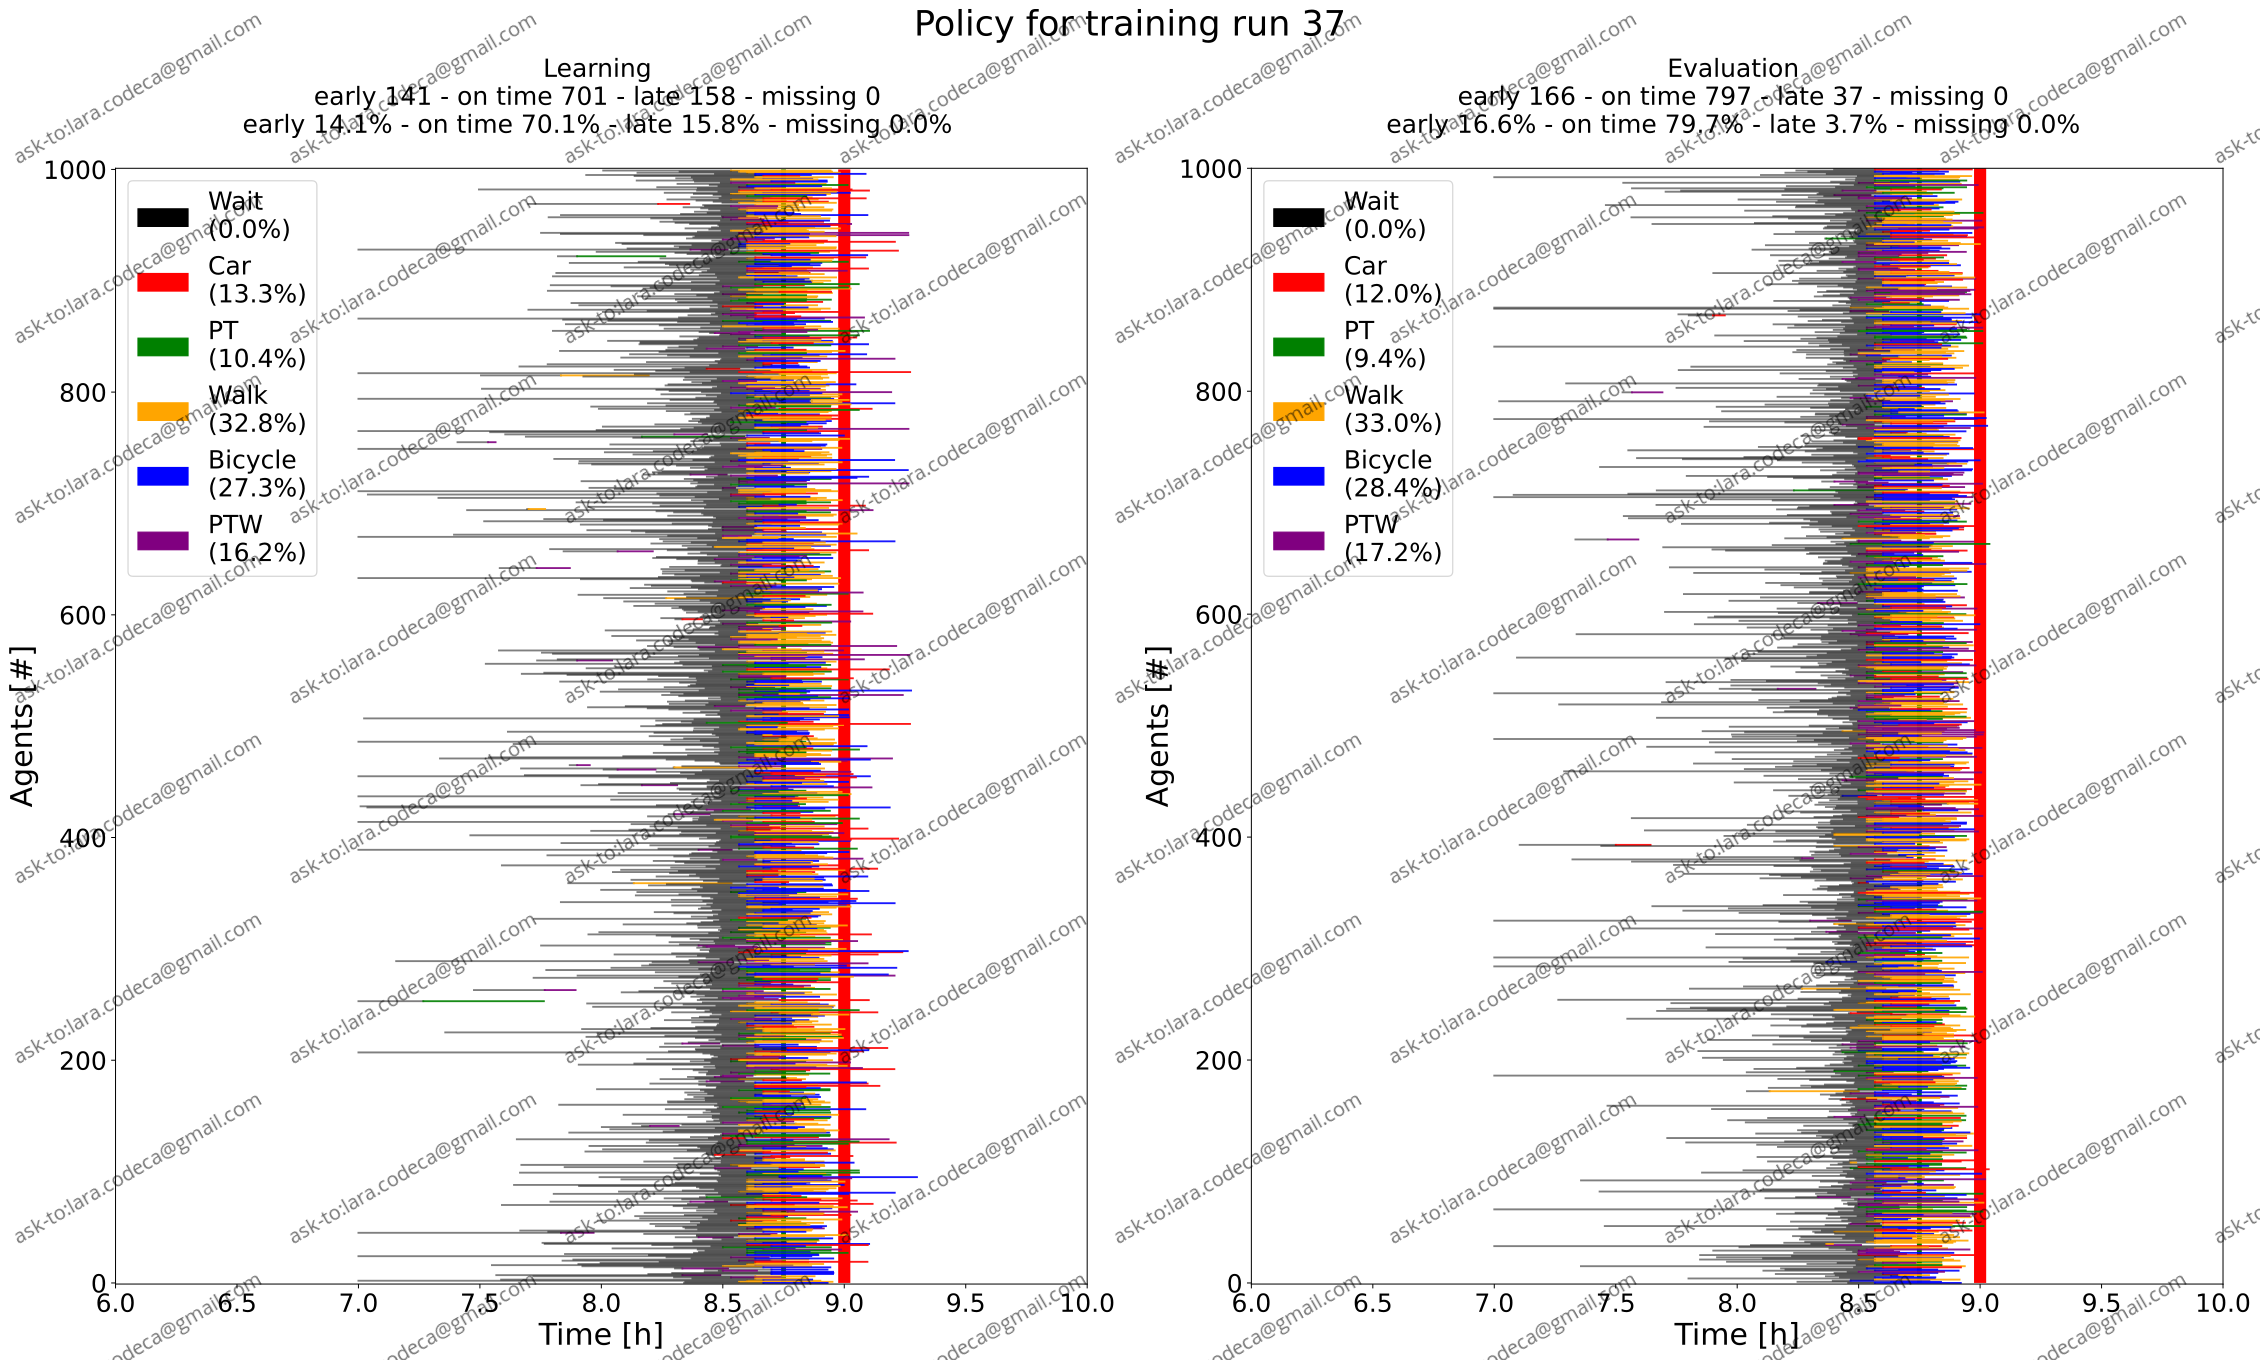 Policy for training run 37
Learning
early 141 - on time 701 - late 158 - missing 0
early 14.1% - on time 70.1% - late 15.8% - missing 0.0%
Agents [#]
1000
800
600
400
200
0
Wait
(0.0%)
Car
(13.3%)
PT
(10.4%)
Walk
(32.8%)
Bicycle
(27.3%)
PTW
(16.2%)
6.0 6.5 7.0 7.5 8.0 8.5 9.0 9.5 10.0
Time [h]
Evaluation
early 166 - on time 797 - late 37 - missing 0
early 16.6% - on time 79.7% - late 3.7% - missing 0.0%
Agents [#]
1000
800
600
400
200
0
Wait
(0.0%)
Car
(12.0%)
PT
(9.4%)
Walk
(33.0%)
Bicycle
(28.4%)
PTW
(17.2%)
6.0 6.5 7.0 7.5 8.0 8.5 9.0 9.5 10.0
Time [h]
ask-to:lara.codeca@gmail.com